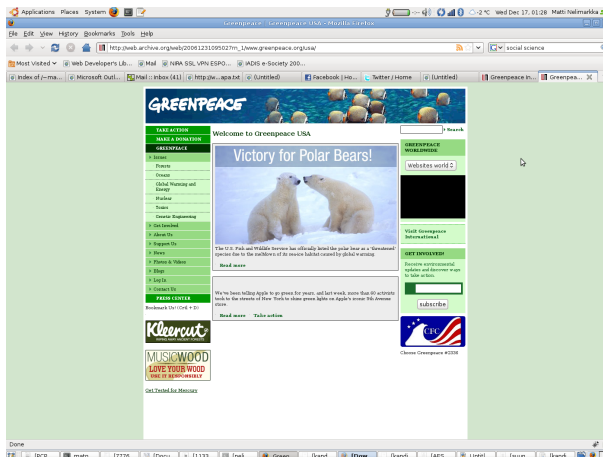 Applications Places System
-2 °C Wed Dec 17, 01:28 Matti Nelimarkka
Greenpeace | Greenpeace USA - Mozilla Firefox
File Edit View History Bookmarks Tools Help
http://web.archive.org/web/20061231095027rn_1/www.greenpeace.org/usa/
social science
Most Visited Web Developer's Lib... Mail NIRA SSL VPN ESPO... IADIS e-Society 200...
Index of /~ma... Microsoft Outl... Mail :: Inbox (41) (Untitled) Facebook | Ho... Twitter / Home (Untitled) Greenpeace in... Greenpea...
GREENPEACE
TAKE ACTION
MAKE A DONATION
GREENPEACE
Issues
Forests
Oceans
Global Warming and
Energy
Nuclear
Toxics
Genetic Engineering
Get Involved
About Us
Support Us
News
Photos & Videos
Blogs
Log In
Contact Us
PRESS CENTER
Bookmark Us! (Crtl + D)
Kleercut
MUSICWOOD
LOVE YOUR WOOD
USE IT RESPONSIBLY
Get Tested for Mercury
Welcome to Greenpeace USA
Victory for Polar Bears!
The U.S. Fish and Wildlife Service has officially listed the polar bear as a 'threatened'
species due to the meltdown of its sea-ice habitat caused by global warming.
Read more
We've been telling Apple to go green for years, and last week, more than 60 activists
took to the streets of New York to shine green lights on Apple's iconic 5th Avenue
store.
Read more Take action
Search
GREENPEACE
WORLDWIDE
Websites world
Visit Greenpeace
International
GET INVOLVED!
Receive environmental
updates and discover ways
to take action.
subscribe
CFC
Choose Greenpeace #0356
Done